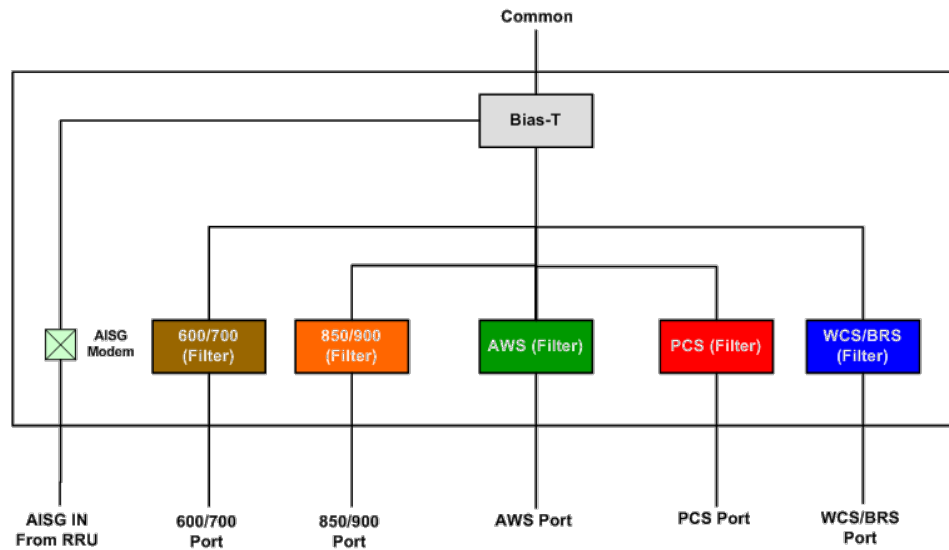 Common
Bias-T
AISG
Modem
600/700
(Filter)
850/900
(Filter)
AWS (Filter)
PCS (Filter)
WCS/BRS
(Filter)
AISG IN
From RRU
600/700
Port
850/900
Port
AWS Port
PCS Port
WCS/BRS
Port